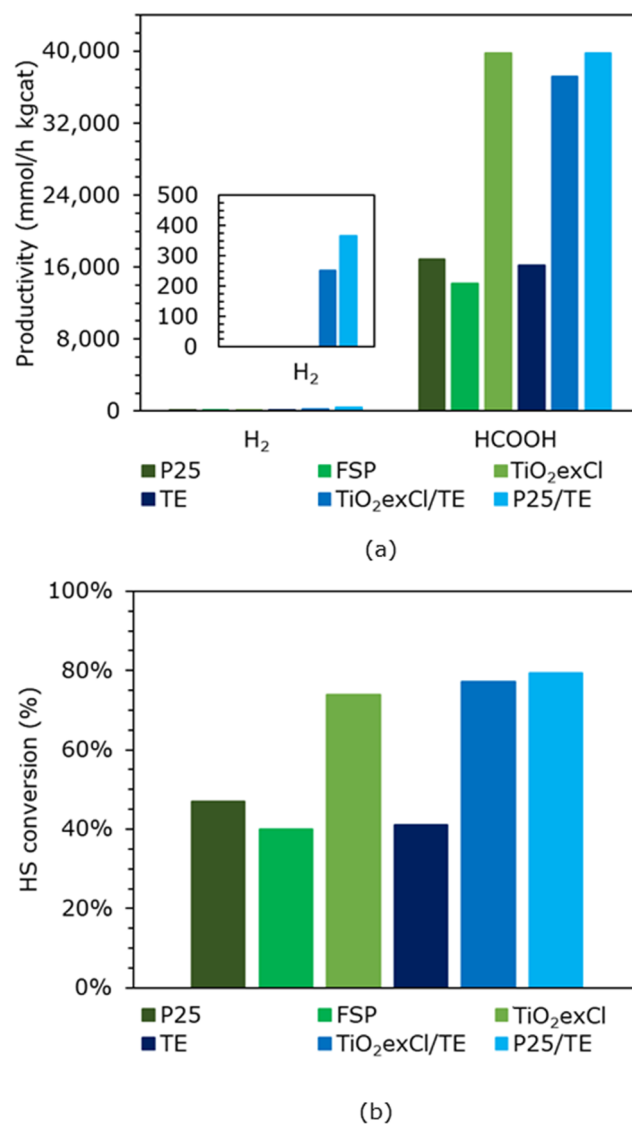 Productivity (mmol/h kgcat)
40,000
32,000
24,000
16,000
8,000
0
500
400
300
200
100
0
H₂
H₂ HCOOH
P25 FSP TiO₂exCl
TE TiO₂exCl/TE P25/TE
(a)
HS conversion (%)
100%
80%
60%
40%
20%
0%
P25 FSP TiO₂exCl
TE TiO₂exCl/TE P25/TE
(b)